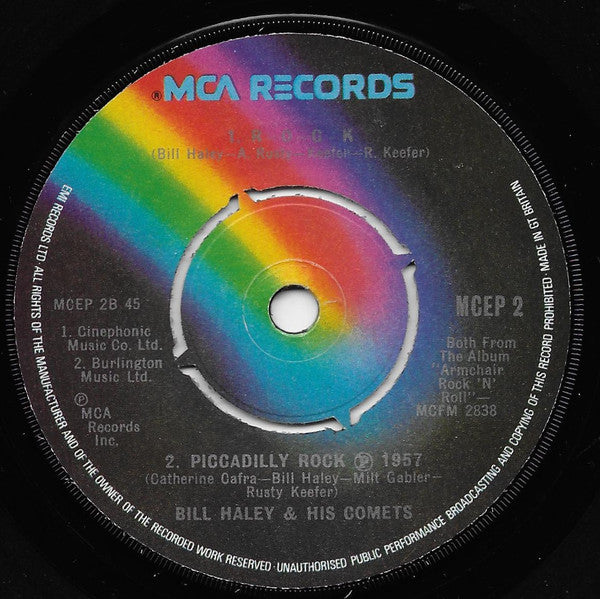 ®MCA RECORDS
1. R-O-C-K
(Bill Haley—A. Keefer—R. Keefer)
MCEP 2B 45
MCEP 2
1. Cinephonic
Music Co. Ltd.
2. Burlington
Music Ltd.
Ⓟ
MCA
Records
Inc.
Both From
The Album
"Armchair
Rock 'N'
Roll"—
MCFM 2838
2. PICCADILLY ROCK Ⓟ 1957
(Catherine Cafra—Bill Haley—Milt Gabler—
Rusty Keefer)
BILL HALEY & HIS COMETS
EMI RECORDS LTD · ALL RIGHTS OF THE MANUFACTURER AND OF THE OWNER OF THE RECORDED WORK RESERVED · UNAUTHORISED PUBLIC PERFORMANCE BROADCASTING AND COPYING OF THIS RECORD PROHIBITED · MADE IN GT BRITAIN